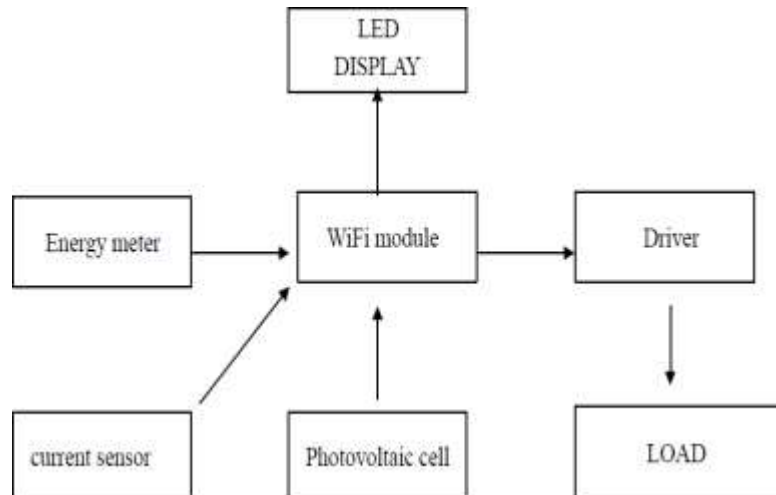 LED
DISPLAY
Energy meter
WiFi module
Driver
current sensor
Photovoltaic cell
LOAD